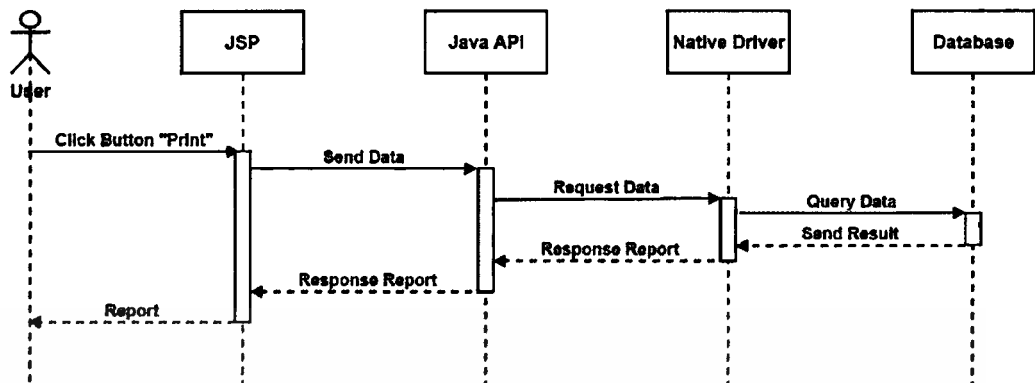 JSP
Java API
Native Driver
Database
User
Click Button "Print"
Send Data
Request Data
Query Data
Send Result
Response Report
Response Report
Report